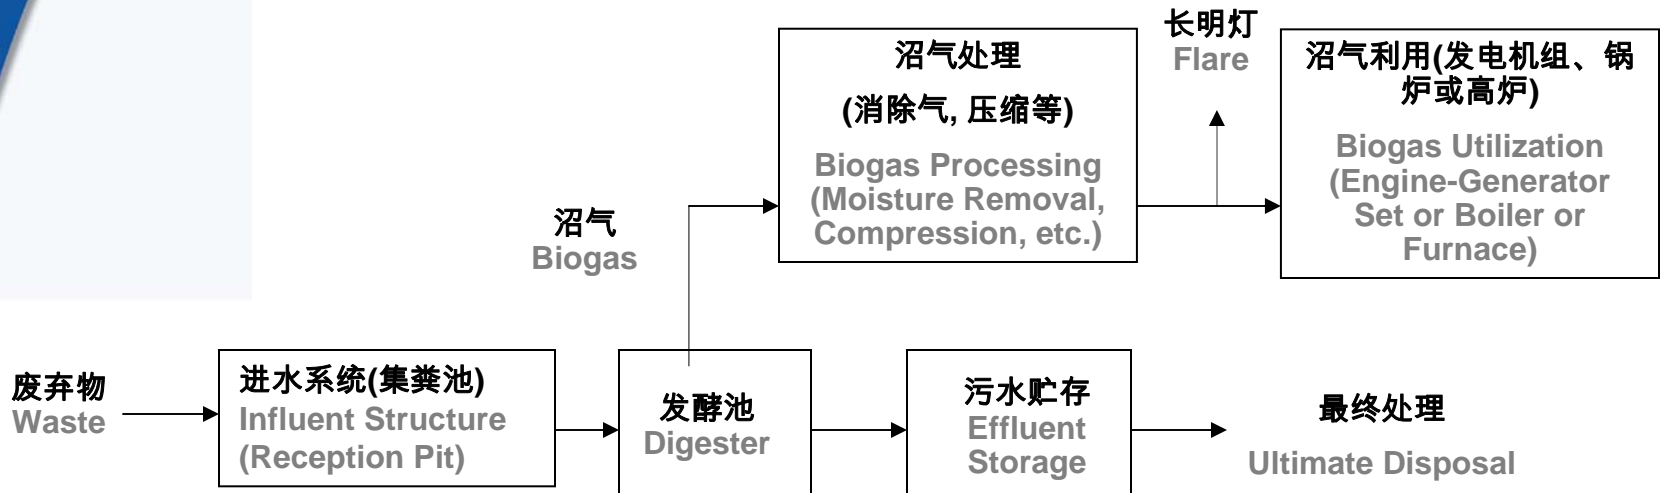 长明灯
Flare
沼气处理
(消除气, 压缩等)
Biogas Processing
(Moisture Removal,
Compression, etc.)
沼气利用(发电机组、锅
炉或高炉)
Biogas Utilization
(Engine-Generator
Set or Boiler or
Furnace)
沼气
Biogas
废弃物
Waste
进水系统(集粪池)
Influent Structure
(Reception Pit)
发酵池
Digester
污水贮存
Effluent
Storage
最终处理
Ultimate Disposal